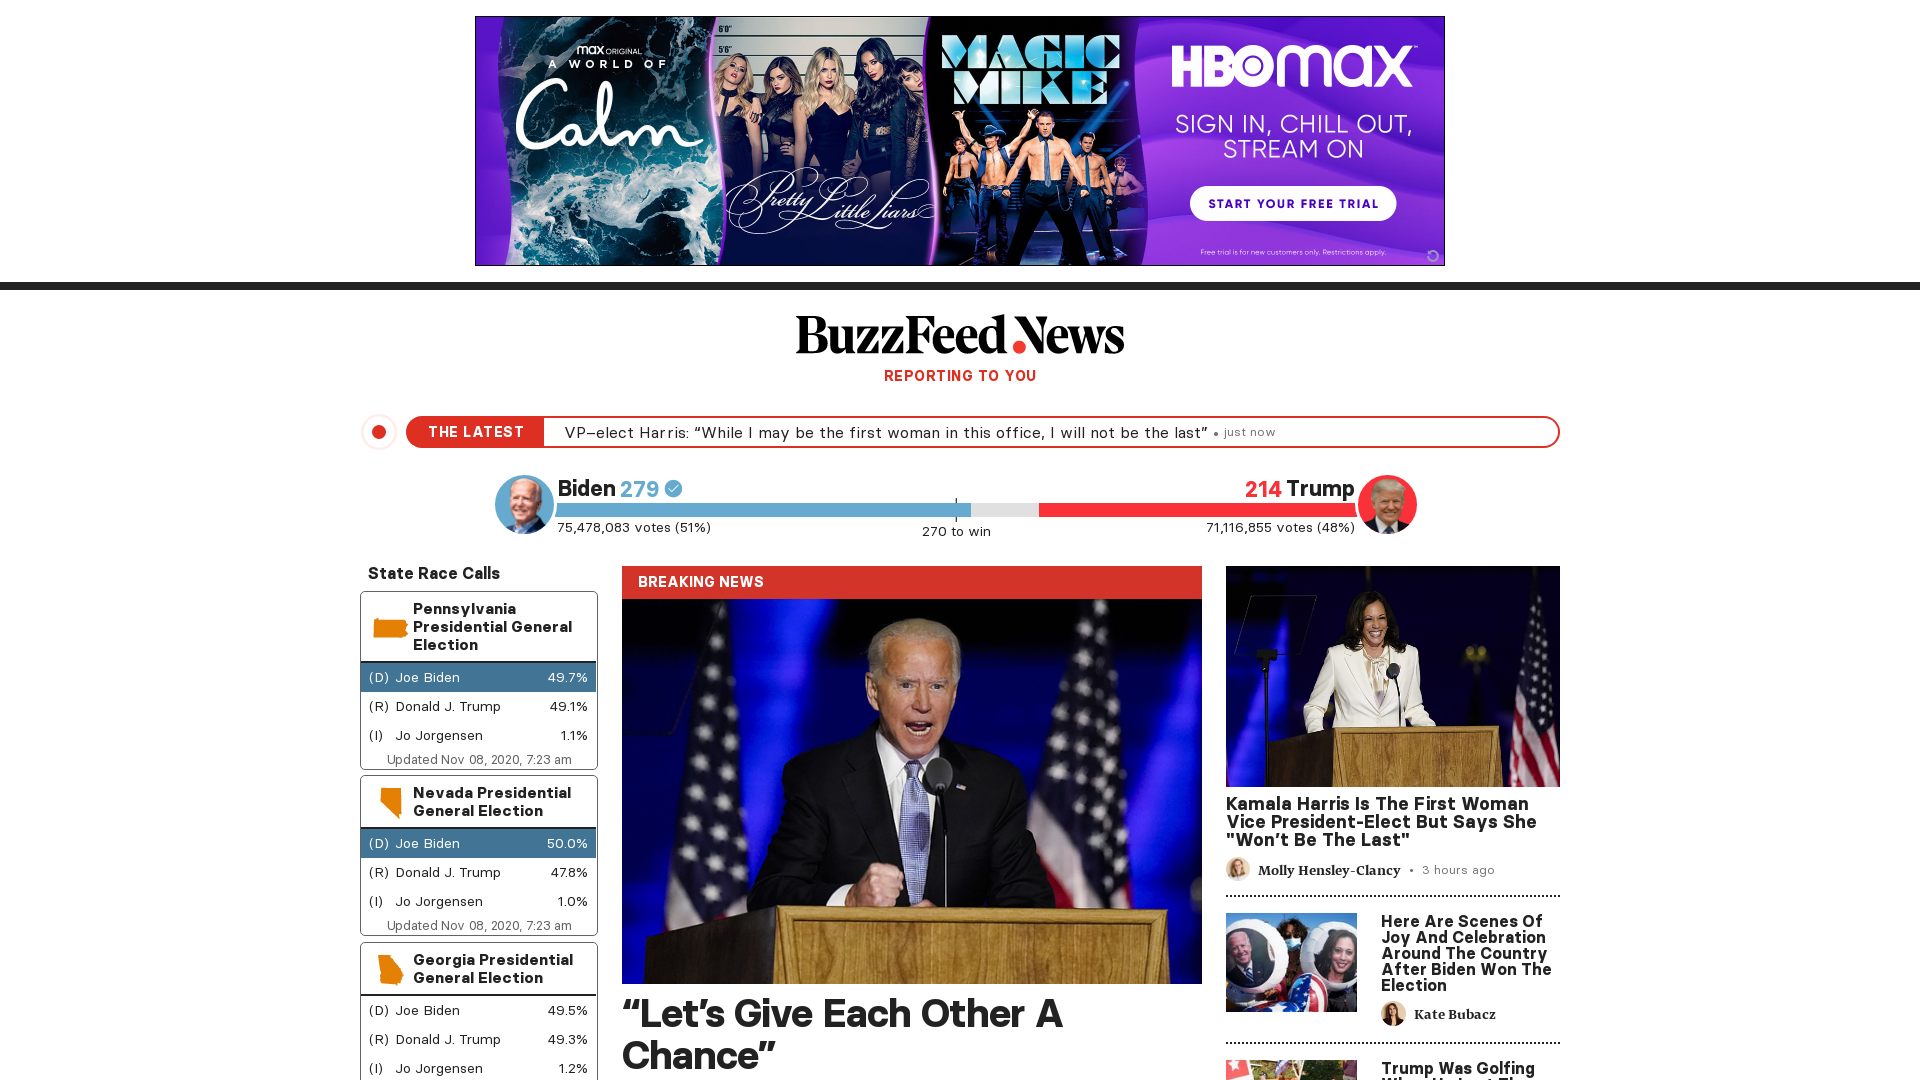 max ORIGINAL
A WORLD OF
Calm
6'0"
5'6"
Pretty Little Liars
MAGIC
MIKE
HBOmax
SIGN IN, CHILL OUT,
STREAM ON
START YOUR FREE TRIAL
Free trial is for new customers only. Restrictions apply.
BuzzFeed News
REPORTING TO YOU
THE LATEST VP–elect Harris: “While I may be the first woman in this office, I will not be the last” • just now
Biden 279
214 Trump
75,478,083 votes (51%)
270 to win
71,116,855 votes (48%)
State Race Calls
Pennsylvania
Presidential General
Election
(D) Joe Biden 49.7%
(R) Donald J. Trump 49.1%
(I) Jo Jorgensen 1.1%
Updated Nov 08, 2020, 7:23 am
Nevada Presidential
General Election
(D) Joe Biden 50.0%
(R) Donald J. Trump 47.8%
(I) Jo Jorgensen 1.0%
Updated Nov 08, 2020, 7:23 am
Georgia Presidential
General Election
(D) Joe Biden 49.5%
(R) Donald J. Trump 49.3%
(I) Jo Jorgensen 1.2%
BREAKING NEWS
“Let’s Give Each Other A
Chance”
Kamala Harris Is The First Woman
Vice President-Elect But Says She
"Won’t Be The Last"
Molly Hensley-Clancy • 3 hours ago
Here Are Scenes Of
Joy And Celebration
Around The Country
After Biden Won The
Election
Kate Bubacz
Trump Was Golfing